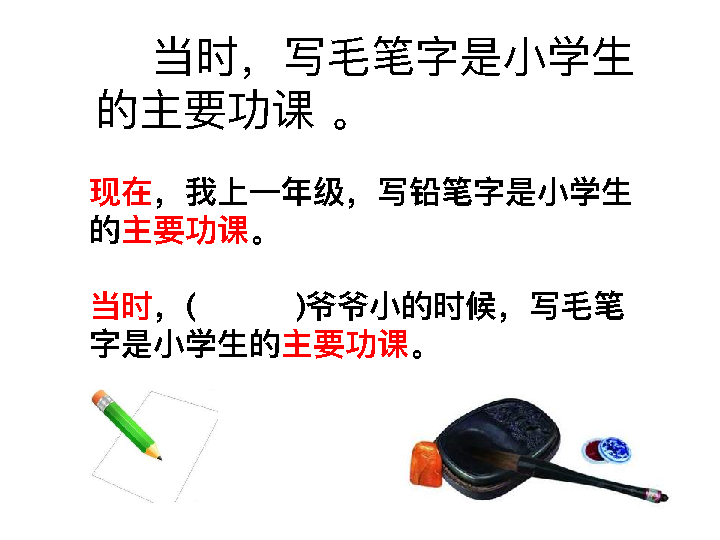 当时，写毛笔字是小学生
的主要功课 。
现在，我上一年级，写铅笔字是小学生
的主要功课。
当时，(　　　)爷爷小的时候，写毛笔
字是小学生的主要功课。